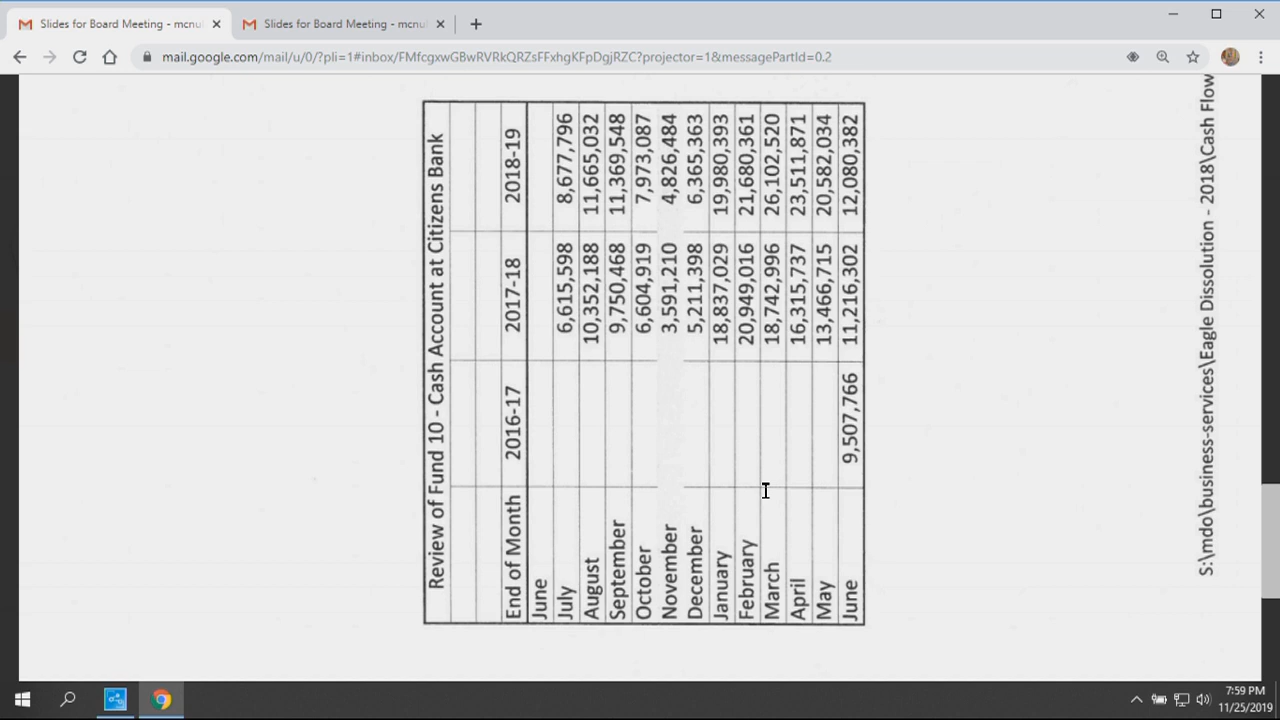 Slides for Board Meeting - mcnu
Slides for Board Meeting - mcnu
mail.google.com/mail/u/0/?pli=1#inbox/FMfcgxwGBwRVRkQRZsFFxhgKFpDgjRZC?projector=1&messagePartId=0.2
Review of Fund 10 - Cash Account at Citizens Bank
End of Month 2016-17 2017-18 2018-19
June
July 6,615,598 8,677,796
August 10,352,188 11,665,032
September 9,750,468 11,369,548
October 6,604,919 7,973,087
November 3,591,210 4,826,484
December 5,211,398 6,365,363
January 18,837,029 19,980,393
February 20,949,016 21,680,361
March 18,742,996 26,102,520
April 16,315,737 23,511,871
May 13,466,715 20,582,034
June 9,507,766 11,216,302 12,080,382
S:\mdo\business-services\Eagle Dissolution - 2018\Cash Flow
7:59 PM
11/25/2019